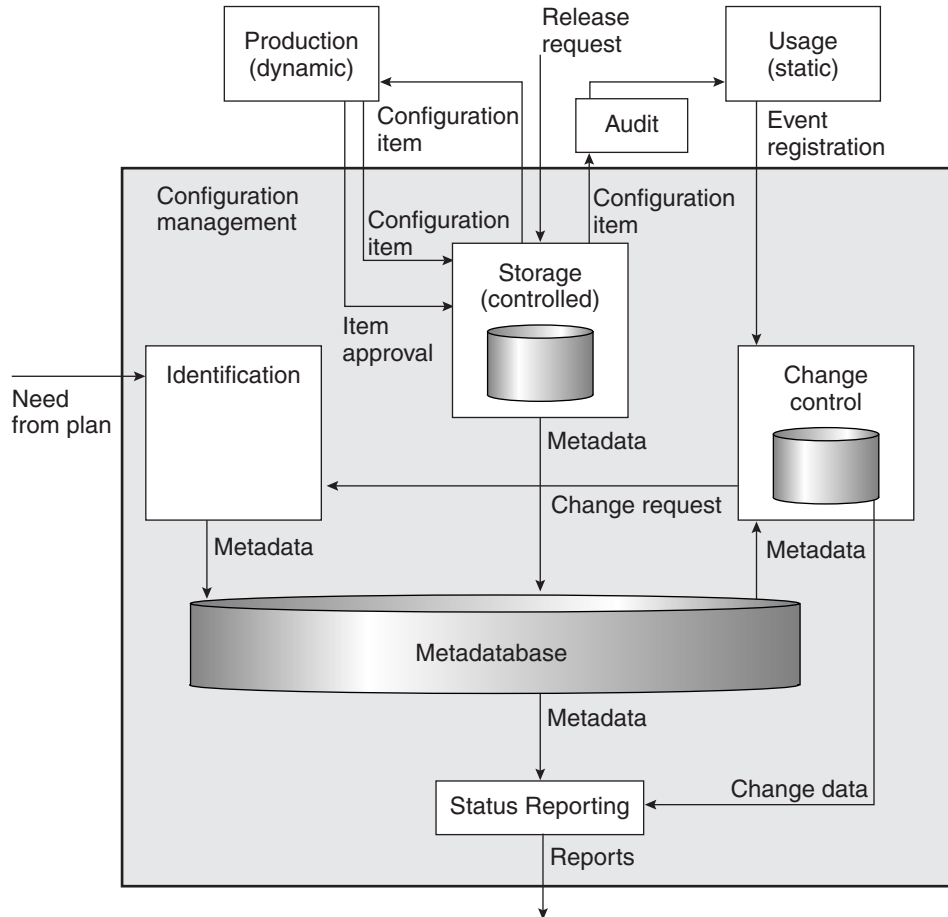 Production
(dynamic)
Release
request
Usage
(static)
Configuration
item
Audit
Event
registration
Configuration
management
Configuration
item
Configuration
item
Storage
(controlled)
Item
approval
Identification
Change
control
Need
from plan
Metadata
Change request
Metadata
Metadata
Metadatabase
Metadata
Change data
Status Reporting
Reports